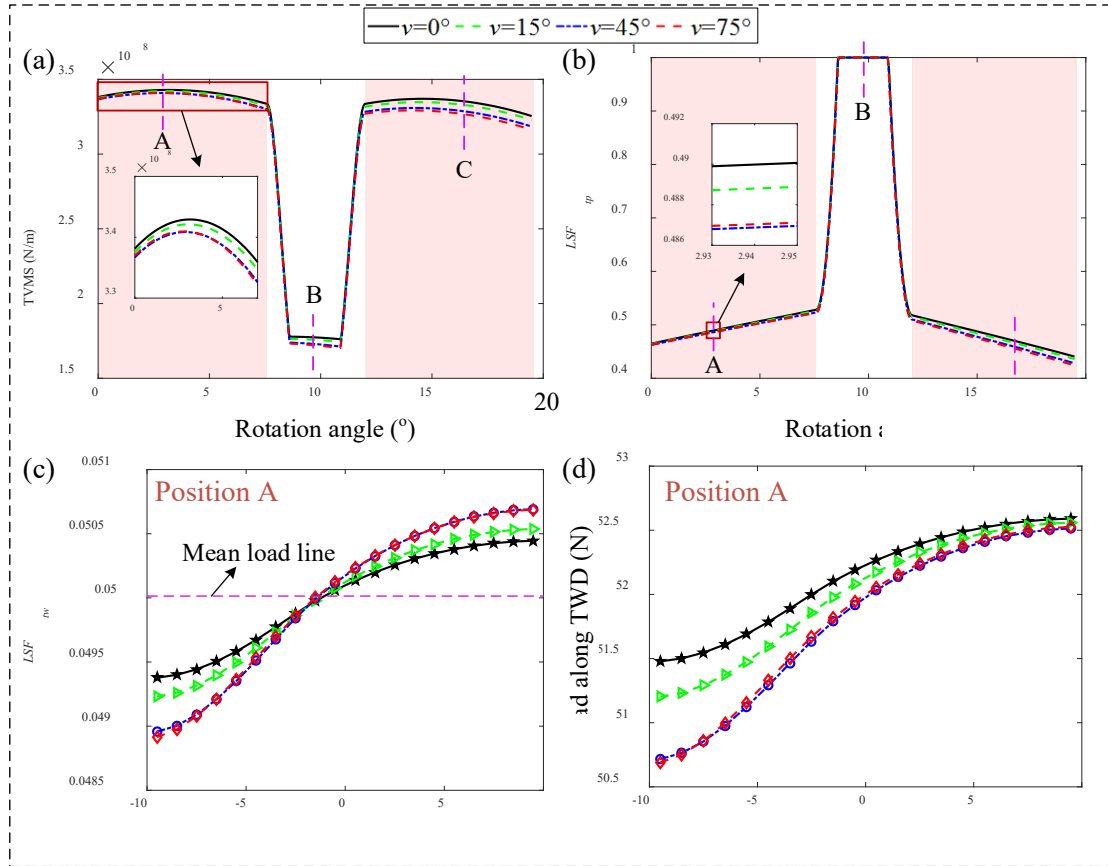 v=0° v=15° v=45° v=75°
(a)
× 10 8
3.5
3
2.5
2
1.5
TVMS (N/m)
A
B
C
× 10 8
3.5
3.4
3.3
0 5
0 5 10 15 20
Rotation angle (o)
(b)
1
0.9
0.8
0.7
0.6
0.5
0.4
LSF tp
B
A
0.492
0.49
0.488
0.486
2.93 2.94 2.95
0 5 10 15
Rotation a
(c)
0.051
0.0505
0.05
0.0495
0.049
0.0485
LSF tw
Position A
Mean load line
-10 -5 0 5
(d)
53
52.5
52
51.5
51
50.5
ad along TWD (N)
Position A
-10 -5 0 5